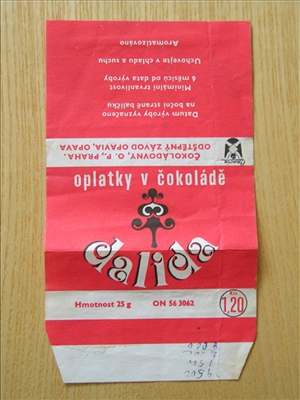 Datum výroby vyznačeno
na boční straně balíčku
Minimální trvanlivost
6 měsíců od data výroby
Uchovejte v chladu a suchu
Aromatizováno
ČOKOLÁDOVNY, O. P., PRAHA,
ODŠTĚPNÝ ZÁVOD OPAVIA, OPAVA
oplatky v čokoládě
dalida
Hmotnost 25 g ON 56 3062
Kčs
1,20